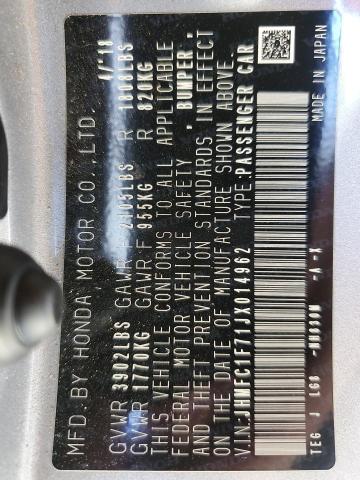 MFD.BY HONDA MOTOR CO.,LTD. 4/18
GVWR 3902LBS GAWR F 2105LBS R 1808LBS
GVWR 1770KG GAWR F 955KG R 820KG
THIS VEHICLE CONFORMS TO ALL APPLICABLE
FEDERAL MOTOR VEHICLE SAFETY , BUMPER ,
AND THEFT PREVENTION STANDARDS IN EFFECT
ON THE DATE OF MANUFACTURE SHOWN ABOVE.
V.I.N: TYPE:PASSENGER CAR
TEG J LG3 -A -X MADE IN JAPAN